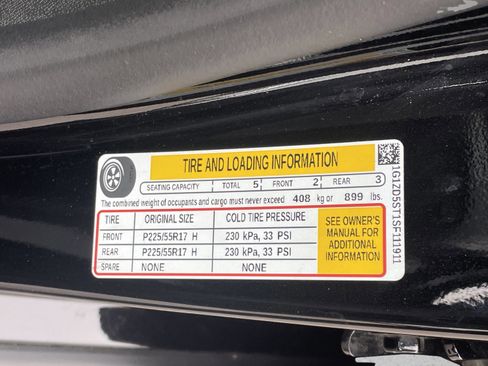 TIRE AND LOADING INFORMATION
SEATING CAPACITY TOTAL 5 FRONT 2 REAR 3
The combined weight of occupants and cargo must never exceed 408 kg or 899 lbs.
TIRE ORIGINAL SIZE COLD TIRE PRESSURE
FRONT P225/55R17 H 230 kPa, 33 PSI
REAR P225/55R17 H 230 kPa, 33 PSI
SPARE NONE NONE
SEE OWNER'S
MANUAL FOR
ADDITIONAL
INFORMATION
1G1ZD5ST1SF111911